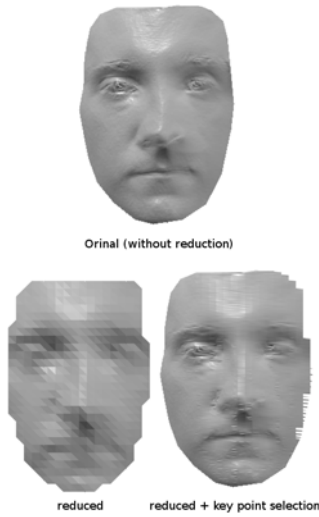 Orinal (without reduction)
reduced
reduced + key point selection